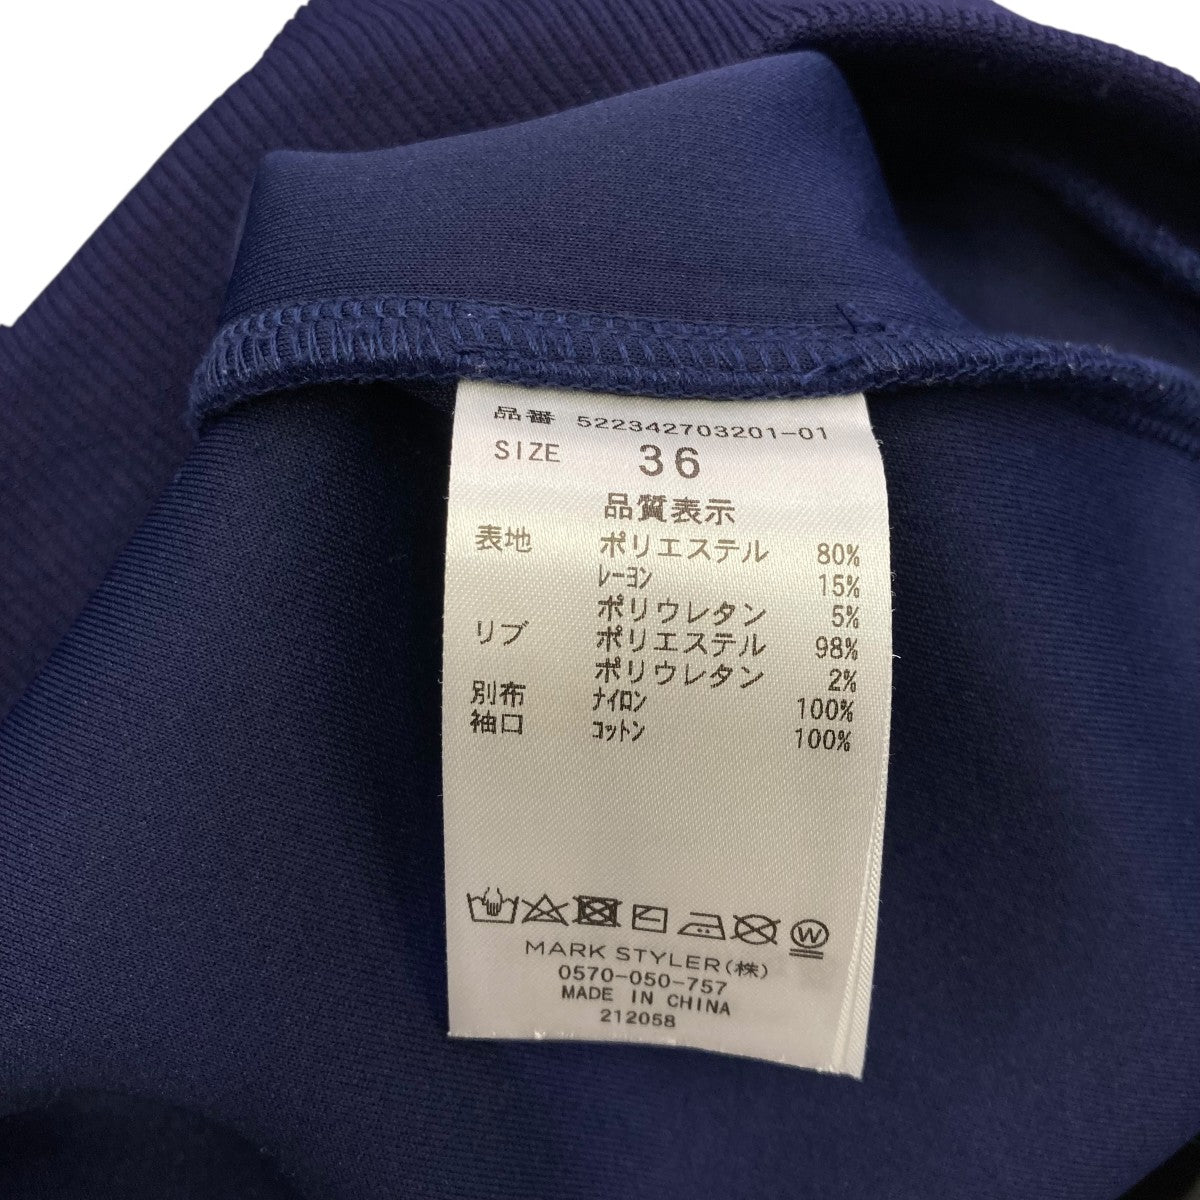 品番 522342703201-01
SIZE 36
品質表示
表地 ポリエステル 80%
レーヨン 15%
ポリウレタン 5%
リブ ポリエステル 98%
ポリウレタン 2%
別布 ナイロン 100%
袖口 コットン 100%
W
MARK STYLER(株)
0570-050-757
MADE IN CHINA
212058